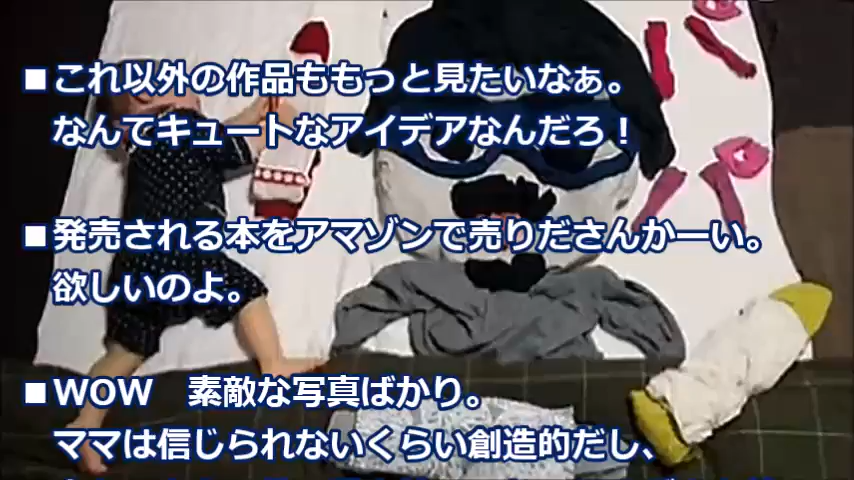 ■これ以外の作品ももっと見たいなぁ。
なんてキュートなアイデアなんだろ！
■発売される本をアマゾンで売りださんかーい。
欲しいのよ。
■WOW　素敵な写真ばかり。
ママは信じられないくらい創造的だし、